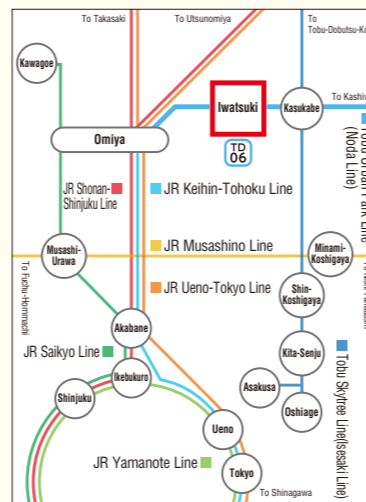 To Takasaki
To Utsunomiya
To
Tobu-Dobutsu-Ko
Kawagoe
Iwatsuki
Kasukabe
To Kashiw
Omiya
TD
06
(Noda Line)
JR Shonan-
Shinjuku Line
JR Keihin-Tohoku Line
Musashi-
Urawa
JR Musashino Line
Minami-
Koshigaya
To Fuchu-Hommachi
JR Ueno-Tokyo Line
Shin-
Koshigaya
Akabane
JR Saikyo Line
Kita-Senju
Ikebukuro
Asakusa
Shinjuku
Oshiage
Tobu Skytree Line(Isesaki Line)
Ueno
JR Yamanote Line
Tokyo
To Shinagawa